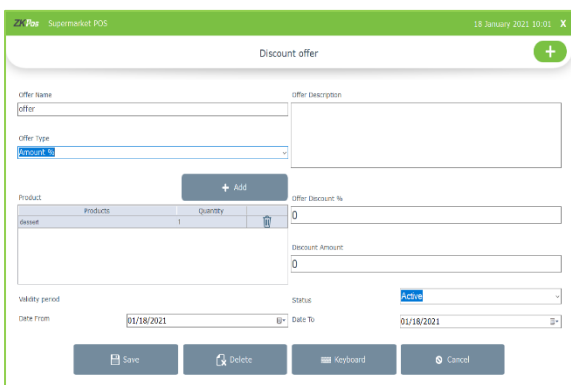 ZKPos Supermarket POS 18 January 2021 10:01 X
Discount offer
Offer Name Offer Description
offer
Offer Type
Amount %
Add
Product Offer Discount %
Products Quantity
0
dassert 1
Discount Amount
0
Validity period Status Active
Date From 01/18/2021 Date To 01/18/2021
Save Delete Keyboard Cancel